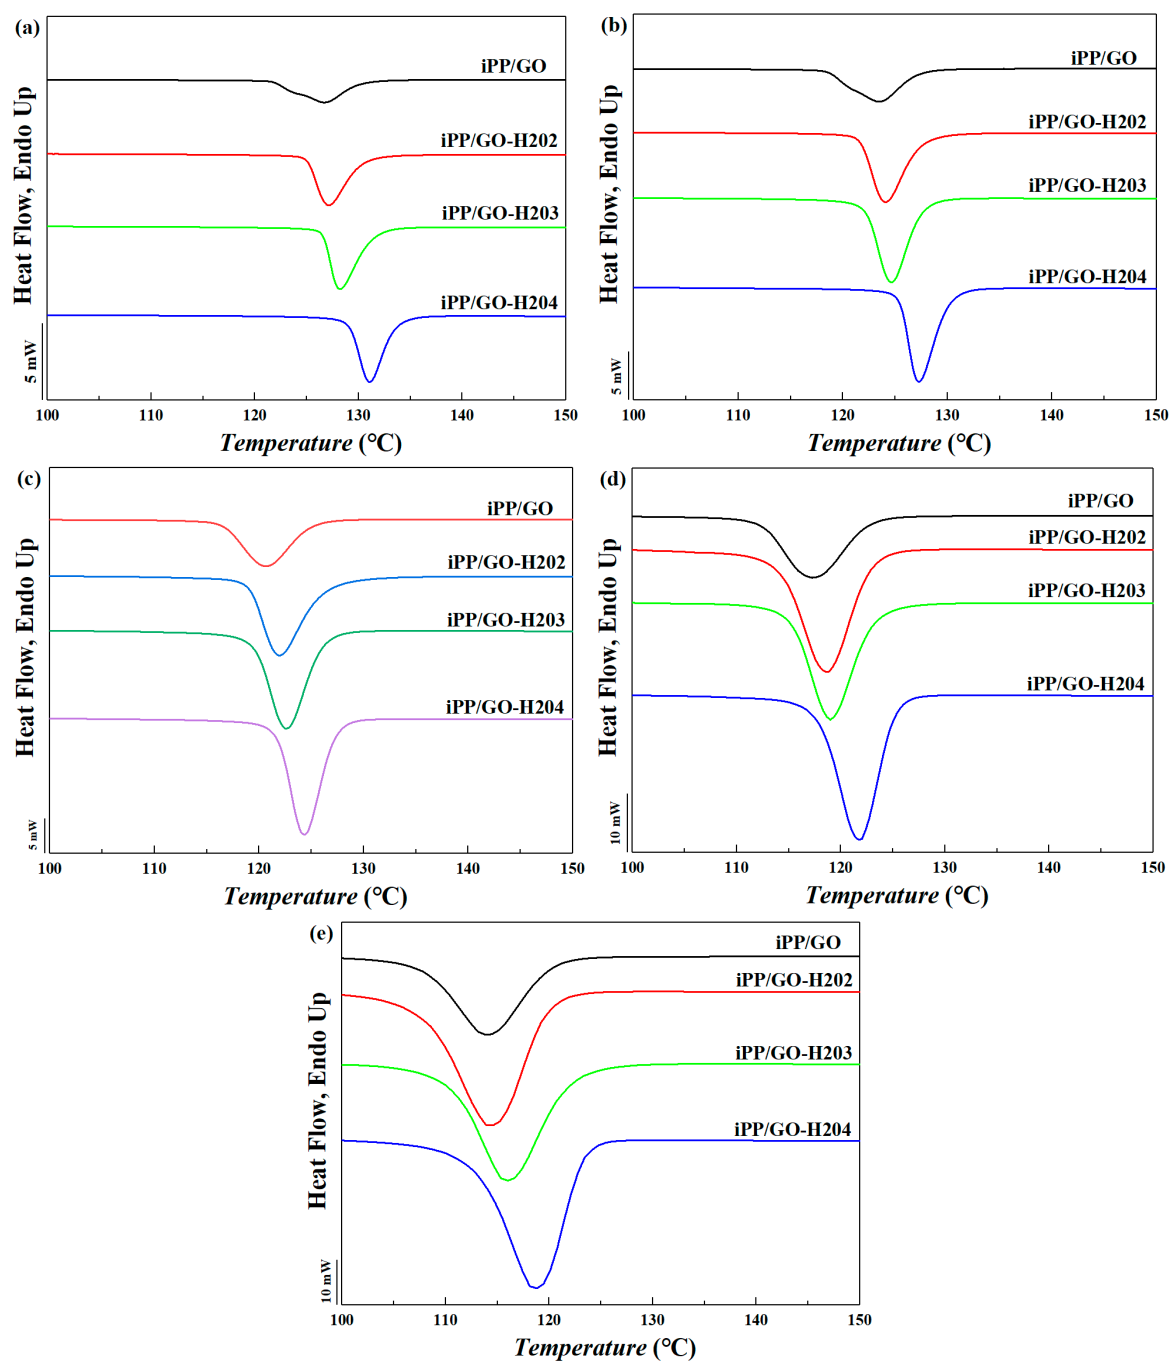 (a)
iPP/GO
iPP/GO-H202
iPP/GO-H203
iPP/GO-H204
Heat Flow, Endo Up
5 mW
100 110 120 130 140 150
Temperature (°C)
(b)
iPP/GO
iPP/GO-H202
iPP/GO-H203
iPP/GO-H204
Heat Flow, Endo Up
5 mW
100 110 120 130 140 150
Temperature (°C)
(c)
iPP/GO
iPP/GO-H202
iPP/GO-H203
iPP/GO-H204
Heat Flow, Endo Up
5 mW
100 110 120 130 140 150
Temperature (°C)
(d)
iPP/GO
iPP/GO-H202
iPP/GO-H203
iPP/GO-H204
Heat Flow, Endo Up
10 mW
100 110 120 130 140 150
Temperature (°C)
(e)
iPP/GO
iPP/GO-H202
iPP/GO-H203
iPP/GO-H204
Heat Flow, Endo Up
10 mW
100 110 120 130 140 150
Temperature (°C)